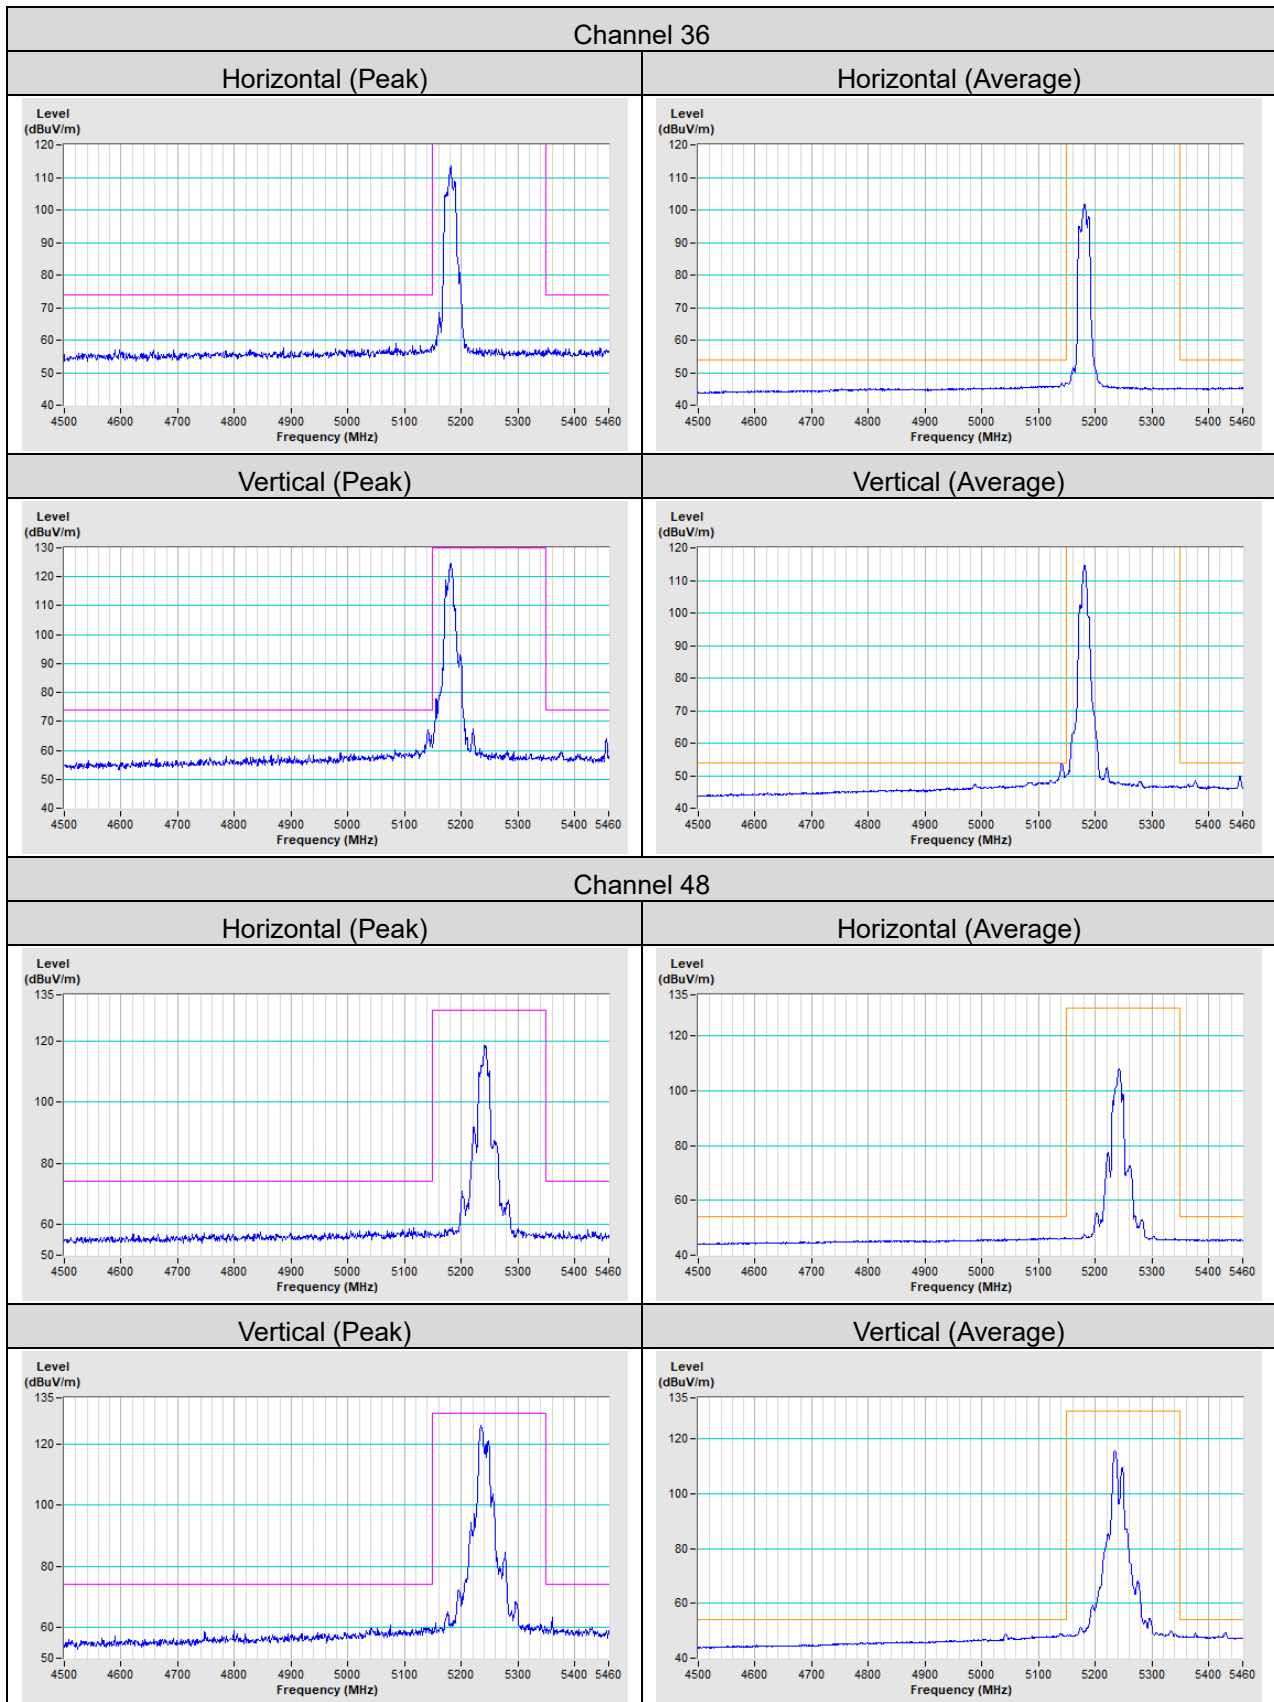 Channel 36
Horizontal (Peak) Horizontal (Average)
Level Level
(dBuV/m) (dBuV/m)
120 120
110 110
100 100
90 90
80 80
70 70
60 60
50 50
40 40
4500 4600 4700 4800 4900 5000 5100 5200 5300 5400 5460 4500 4600 4700 4800 4900 5000 5100 5200 5300 5400 5460
Frequency (MHz) Frequency (MHz)
Vertical (Peak) Vertical (Average)
Level Level
(dBuV/m) (dBuV/m)
130 120
120 110
110 100
100 90
90 80
80 70
70 60
60 50
50 40
40
4500 4600 4700 4800 4900 5000 5100 5200 5300 5400 5460 4500 4600 4700 4800 4900 5000 5100 5200 5300 5400 5460
Frequency (MHz) Frequency (MHz)
Channel 48
Horizontal (Peak) Horizontal (Average)
Level Level
(dBuV/m) (dBuV/m)
135 135
120 120
100 100
80 80
60 60
50 40
4500 4600 4700 4800 4900 5000 5100 5200 5300 5400 5460 4500 4600 4700 4800 4900 5000 5100 5200 5300 5400 5460
Frequency (MHz) Frequency (MHz)
Vertical (Peak) Vertical (Average)
Level Level
(dBuV/m) (dBuV/m)
135 135
120 120
100 100
80 80
60 60
50 40
4500 4600 4700 4800 4900 5000 5100 5200 5300 5400 5460 4500 4600 4700 4800 4900 5000 5100 5200 5300 5400 5460
Frequency (MHz) Frequency (MHz)